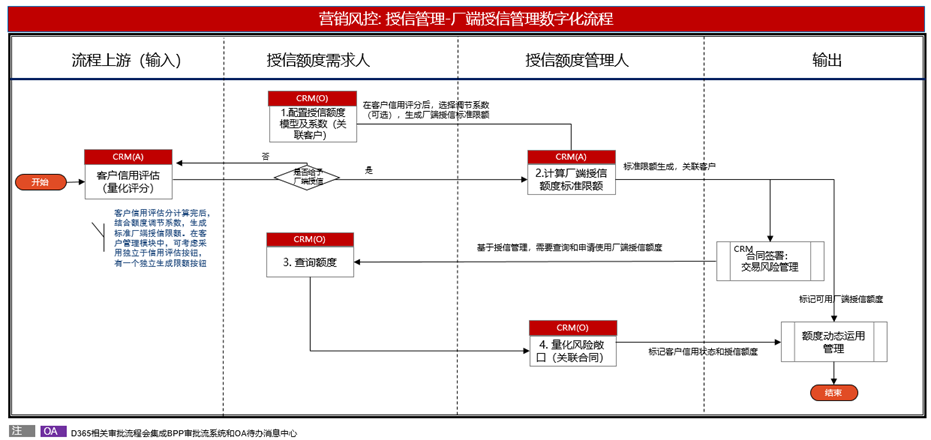 营销风控: 授信管理-厂端授信管理数字化流程
流程上游（输入）
授信额度需求人
授信额度管理人
输出
CRM(O)
1.配置授信额度
模型及系数（关
联客户）
在客户信用评分后，选择调节系数
（可选），生成厂端授信标准限额
开始
CRM(A)
客户信用评估
（量化评分）
否
是否给予
厂端授信
是
CRM(A)
2.计算厂端授信
额度标准限额
标准限额生成，关联客户
客户信用评估分计算完后，
结合额度调节系数，生成
标准厂端授信限额。在客
户管理模块中，可考虑采
用独立于信用评估按钮，
有一个独立生成限额按钮
CRM(O)
3. 查询额度
基于授信管理，需要查询和申请使用厂端授信额度
CRM
合同签署：
交易风险管理
标记可用厂端授信额度
CRM(O)
4. 量化风险敞
口（关联合同）
标记客户信用状态和授信额度
额度动态运用
管理
结束
注
OA
D365相关审批流程会集成BPP审批流系统和OA待办消息中心